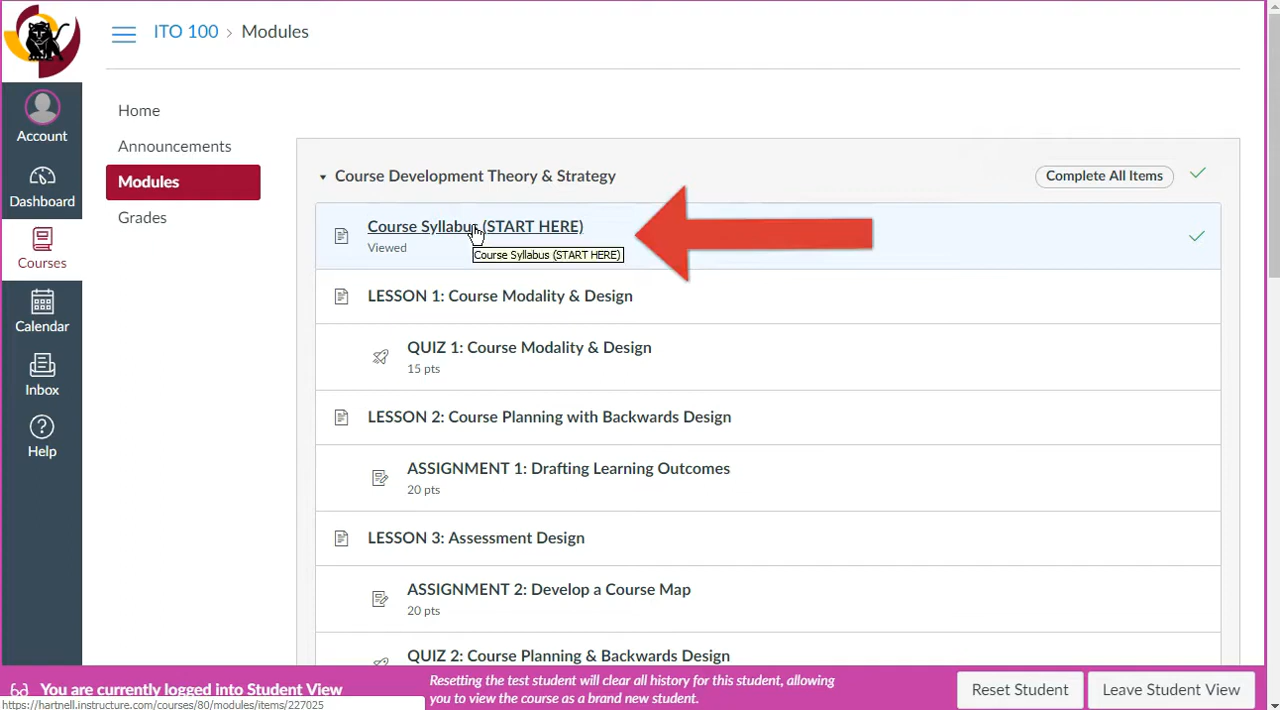 ITO 100 › Modules
Account
Dashboard
Courses
Calendar
Inbox
Help
Home
Announcements
Modules
Grades
Course Development Theory & Strategy
Complete All Items
Course Syllabus (START HERE)
Viewed
Course Syllabus (START HERE)
LESSON 1: Course Modality & Design
QUIZ 1: Course Modality & Design
15 pts
LESSON 2: Course Planning with Backwards Design
ASSIGNMENT 1: Drafting Learning Outcomes
20 pts
LESSON 3: Assessment Design
ASSIGNMENT 2: Develop a Course Map
20 pts
QUIZ 2: Course Planning & Backwards Design
You are currently logged into Student View
Resetting the test student will clear all history for this student, allowing
you to view the course as a brand new student.
Reset Student
Leave Student View
https://hartnell.instructure.com/courses/80/modules/items/227025